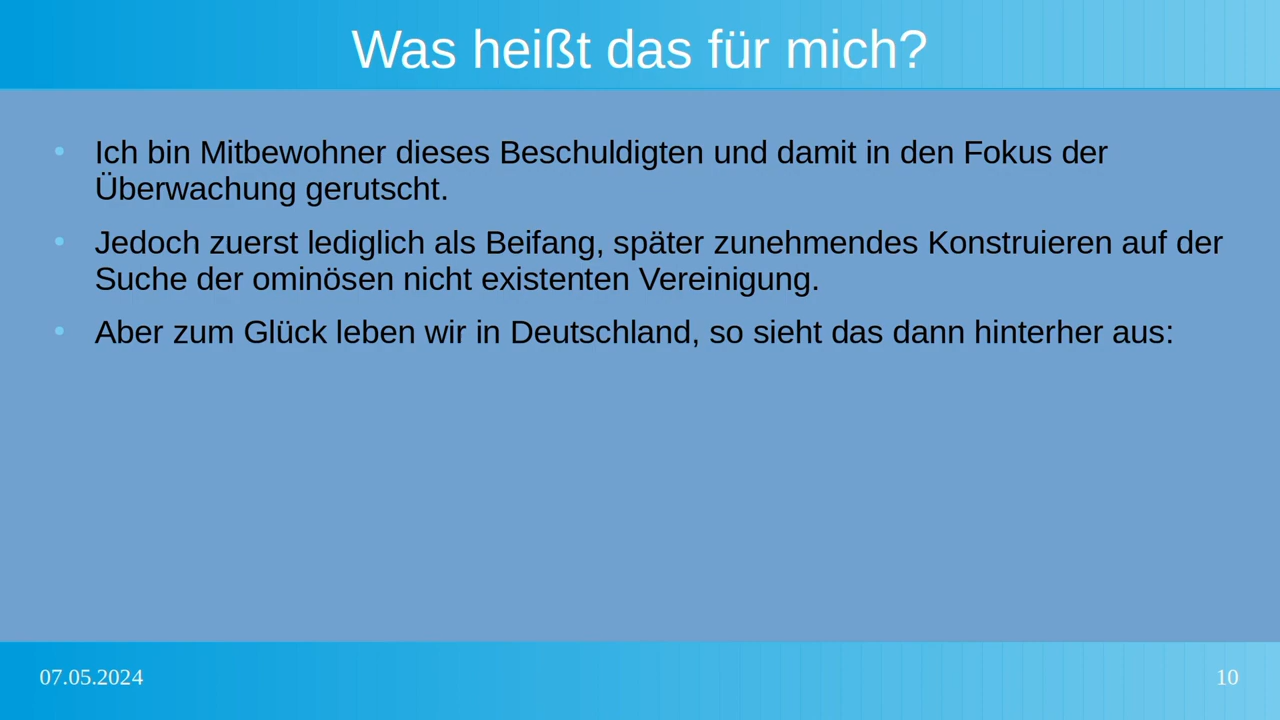 Was heißt das für mich?
• Ich bin Mitbewohner dieses Beschuldigten und damit in den Fokus der
Überwachung gerutscht.
• Jedoch zuerst lediglich als Beifang, später zunehmendes Konstruieren auf der
Suche der ominösen nicht existenten Vereinigung.
• Aber zum Glück leben wir in Deutschland, so sieht das dann hinterher aus:
07.05.2024
10